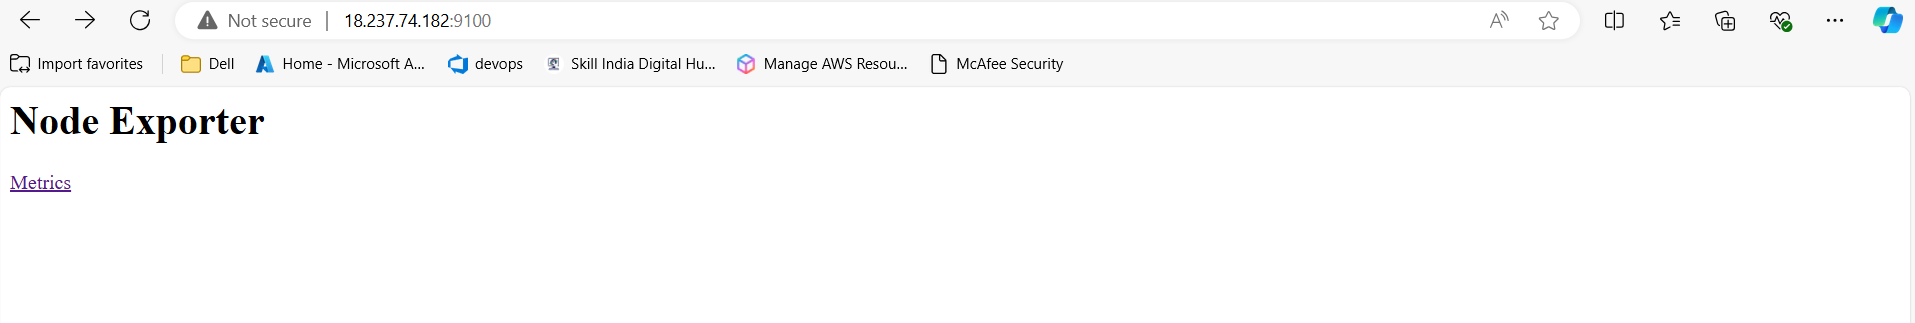 Not secure | 18.237.74.182:9100
Import favorites Dell Home - Microsoft A... devops Skill India Digital Hu... Manage AWS Resou... McAfee Security
Node Exporter
Metrics